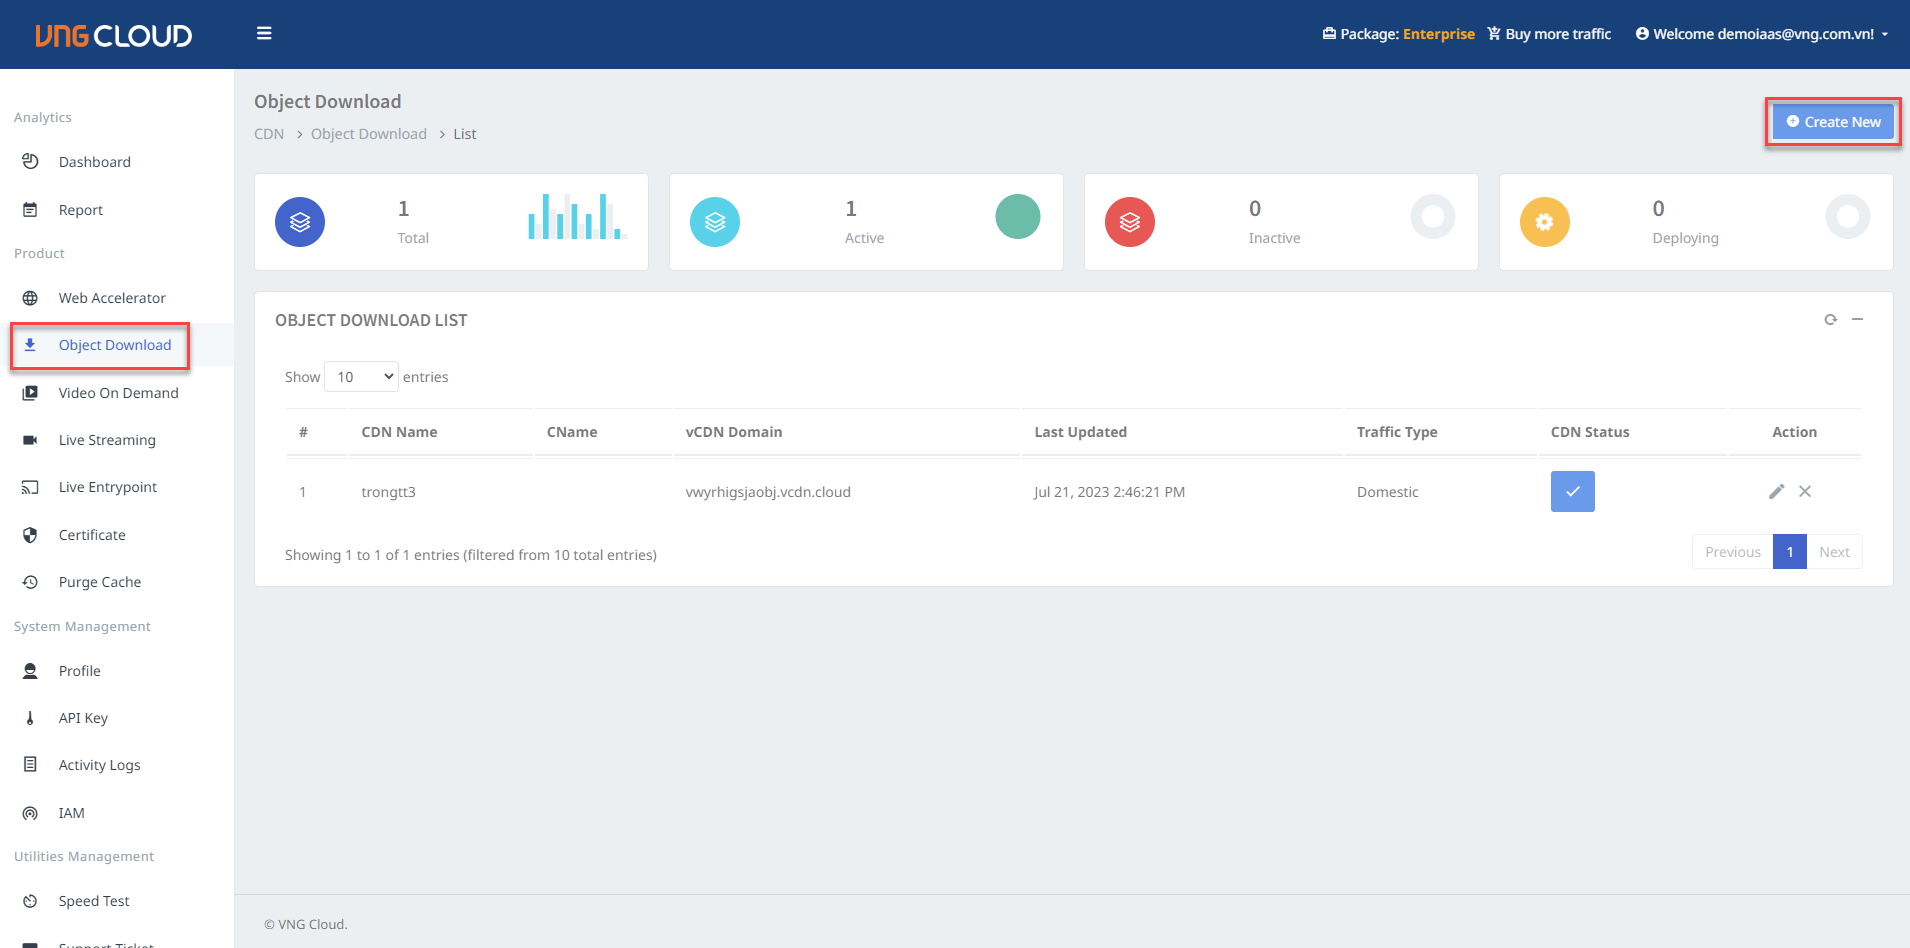 VNG CLOUD
Package: Enterprise
Buy more traffic
Welcome demoiaas@vng.com.vn!
Analytics
Dashboard
Report
Product
Web Accelerator
Object Download
Video On Demand
Live Streaming
Live Entrypoint
Certificate
Purge Cache
System Management
Profile
API Key
Activity Logs
IAM
Utilities Management
Speed Test
Support Ticket
Object Download
CDN > Object Download > List
Create New
1
Total
1
Active
0
Inactive
0
Deploying
OBJECT DOWNLOAD LIST
Show 10 entries
# CDN Name CName vCDN Domain Last Updated Traffic Type CDN Status Action
1 trongtt3 vwyrhigsjaobj.vcdn.cloud Jul 21, 2023 2:46:21 PM Domestic
Showing 1 to 1 of 1 entries (filtered from 10 total entries)
Previous 1 Next
© VNG Cloud.